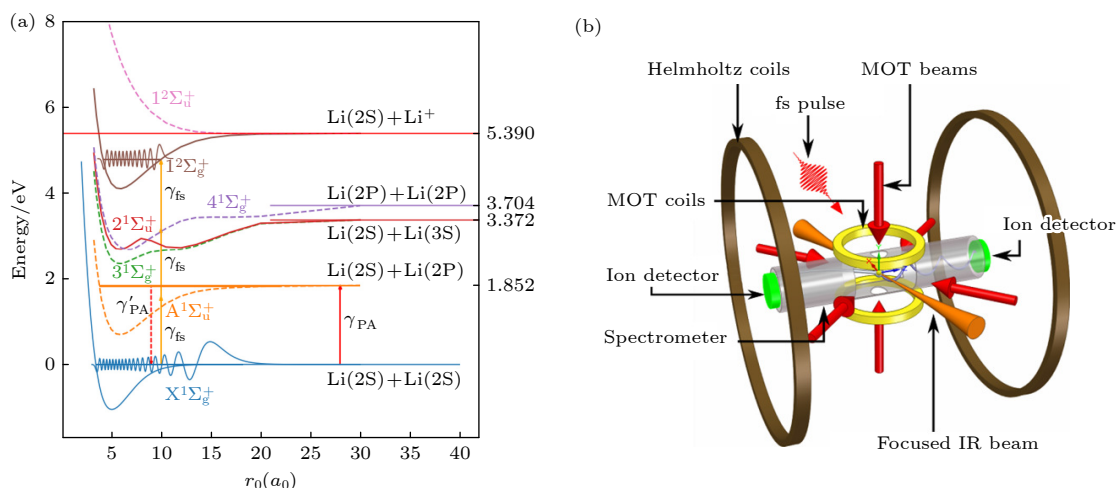 (a)
8
6
4
2
0
Energy/eV
5
10
15
20
25
30
35
40
r₀(a₀)
1²Σᵤ⁺
Li(2S)+Li⁺
5.390
1²Σg⁺
γfs
4¹Σg⁺
Li(2P)+Li(2P)
3.704
2¹Σᵤ⁺
3.372
Li(2S)+Li(3S)
γfs
3¹Σg⁺
Li(2S)+Li(2P)
1.852
γ′PA
A¹Σᵤ⁺
γfs
γPA
X¹Σg⁺
Li(2S)+Li(2S)
(b)
Helmholtz coils
MOT beams
fs pulse
MOT coils
Ion detector
Ion detector
Spectrometer
Focused IR beam